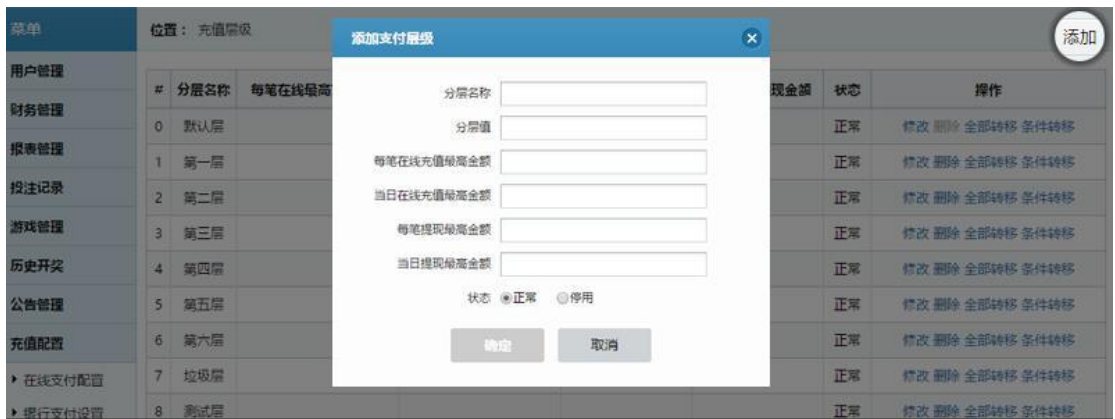 菜单
位置： 充值层级
添加支付层级
添加
用户管理
财务管理
报表管理
投注记录
游戏管理
历史开奖
公告管理
充值配置
在线支付配置
银行支付设置
# 分层名称 每笔在线最高 现金额 状态 操作
0 默认层 正常 修改 删除 全部转移 条件转移
1 第一层 正常 修改 删除 全部转移 条件转移
2 第二层 正常 修改 删除 全部转移 条件转移
3 第三层 正常 修改 删除 全部转移 条件转移
4 第四层 正常 修改 删除 全部转移 条件转移
5 第五层 正常 修改 删除 全部转移 条件转移
6 第六层 正常 修改 删除 全部转移 条件转移
7 垃圾层 正常 修改 删除 全部转移 条件转移
8 测试层 正常 修改 删除 全部转移 条件转移
分层名称
分层值
每笔在线充值最高金额
当日在线充值最高金额
每笔提现最高金额
当日提现最高金额
状态 正常 停用
确定 取消